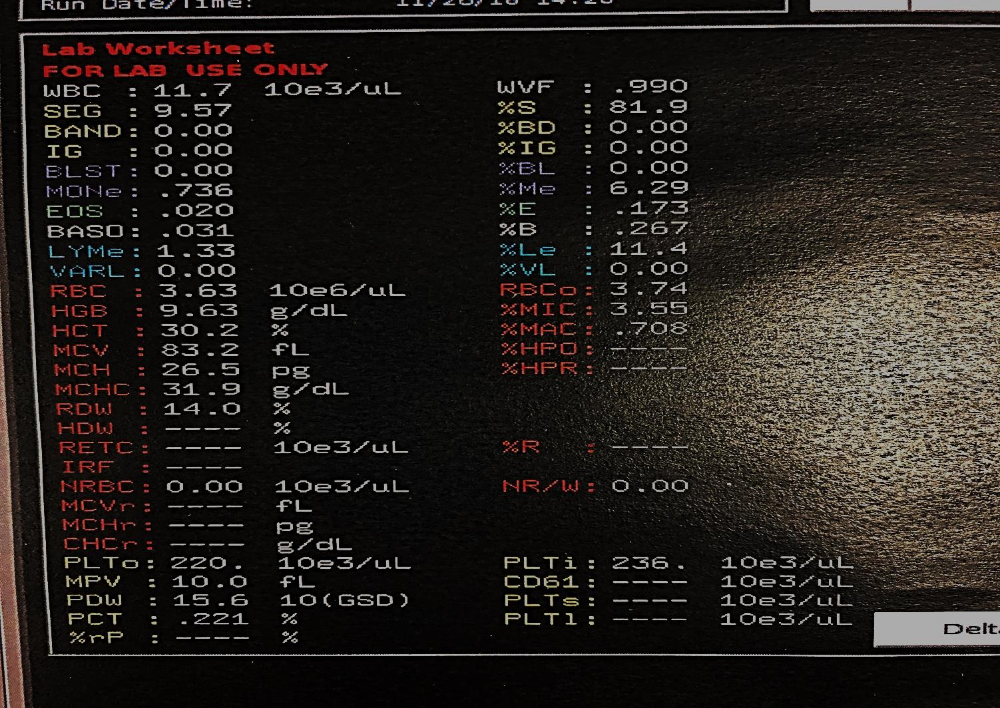 Run Date/Time: 11/28/18 14:28
Lab Worksheet
FOR LAB USE ONLY
WBC : 11.7 10e3/uL WVF : .990
SEG : 9.57 %S : 81.9
BAND: 0.00 %BD : 0.00
IG : 0.00 %IG : 0.00
BLST: 0.00 %BL : 0.00
MONe: .736 %Me : 6.29
EOS : .020 %E : .173
BASO: .031 %B : .267
LYMe: 1.33 %Le : 11.4
VARL: 0.00 %VL : 0.00
RBC : 3.63 10e6/uL RBCo: 3.74
HGB : 9.63 g/dL %MIC: 3.55
HCT : 30.2 % %MAC: .708
MCV : 83.2 fL %HPO: ----
MCH : 26.5 pg %HPR: ----
MCHC: 31.9 g/dL
RDW : 14.0 %
HDW : ---- %
RETC: ---- 10e3/uL %R : ----
IRF : ----
NRBC: 0.00 10e3/uL NR/W: 0.00
MCVr: ---- fL
MCHr: ---- pg
CHCr: ---- g/dL
PLTo: 220. 10e3/uL PLTi: 236. 10e3/uL
MPV : 10.0 fL CD61: ---- 10e3/uL
PDW : 15.6 10(GSD) PLTs: ---- 10e3/uL
PCT : .221 % PLTl: ---- 10e3/uL
%rP : ---- %